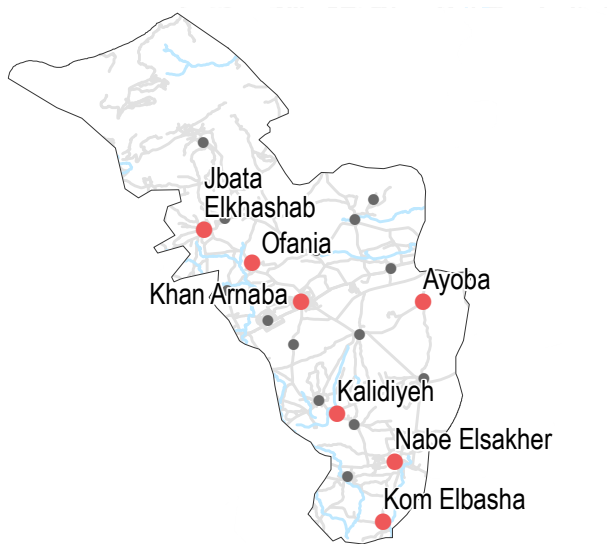 Jbata
Elkhashab
Ofania
Khan Arnaba
Ayoba
Kalidiyeh
Nabe Elsakher
Kom Elbasha